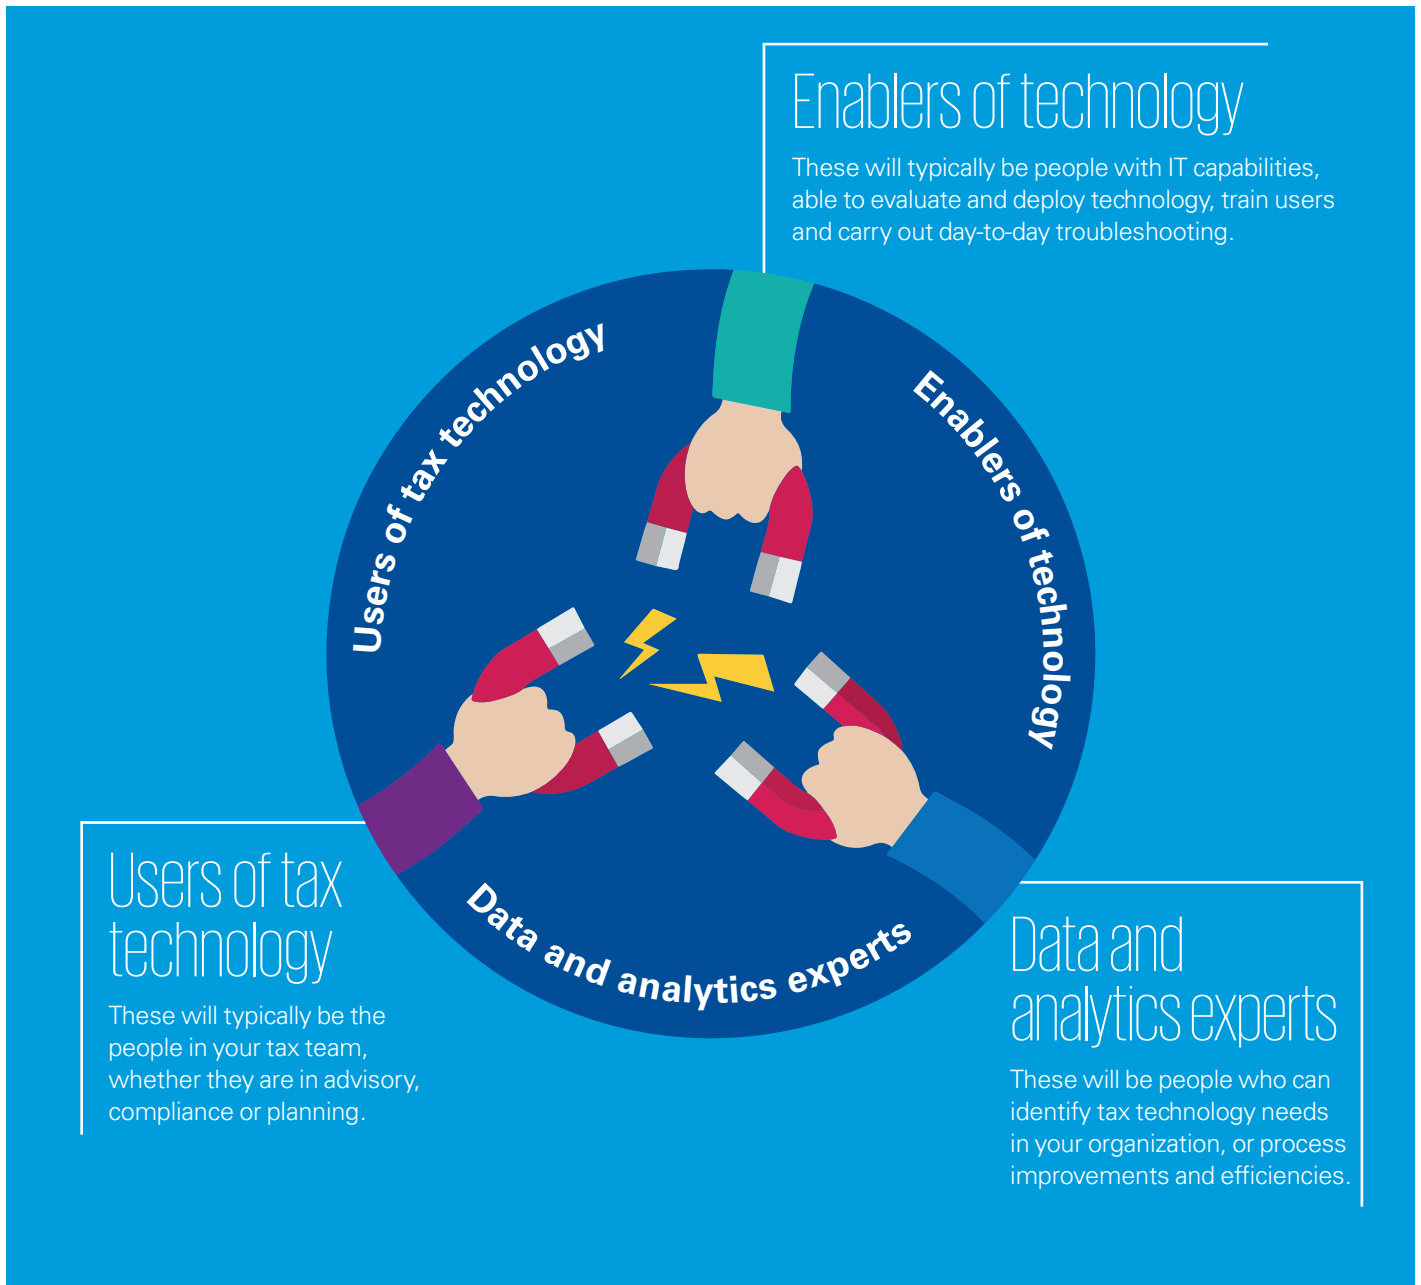 Enablers of technology
These will typically be people with IT capabilities,
able to evaluate and deploy technology, train users
and carry out day-to-day troubleshooting.
Users of tax technology
Enablers of technology
Data and analytics experts
Users of tax
technology
These will typically be the
people in your tax team,
whether they are in advisory,
compliance or planning.
Data and
analytics experts
These will be people who can
identify tax technology needs
in your organization, or process
improvements and efficiencies.